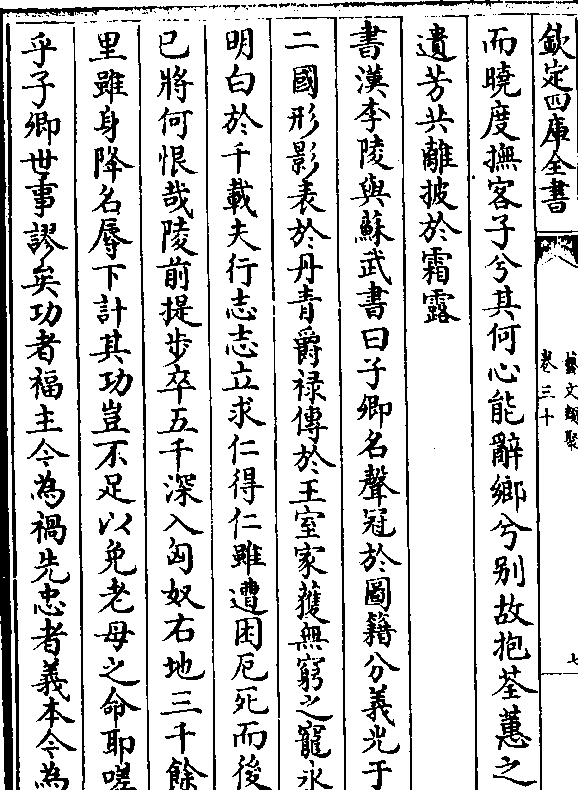 欽定四庫全書
藝文類聚
卷三十
七
而曉度撫客子兮其何心能辭鄉兮别故抱荃蕙之
遺芳共離披於霜露
書漢李陵與蘇武書曰子卿名聲冠於圖籍分義光于
二國形影表於丹青爵禄傳於王室家獲無窮之寵永
明白於千載夫行志志立求仁得仁雖遭困厄死而後
已將何恨哉陵前提步卒五千深入匈奴右地三千餘
里雖身降名辱下計其功豈不足以免老母之命耶嗟
乎子卿世事謬矣功者福主今為禍先忠者義本今為